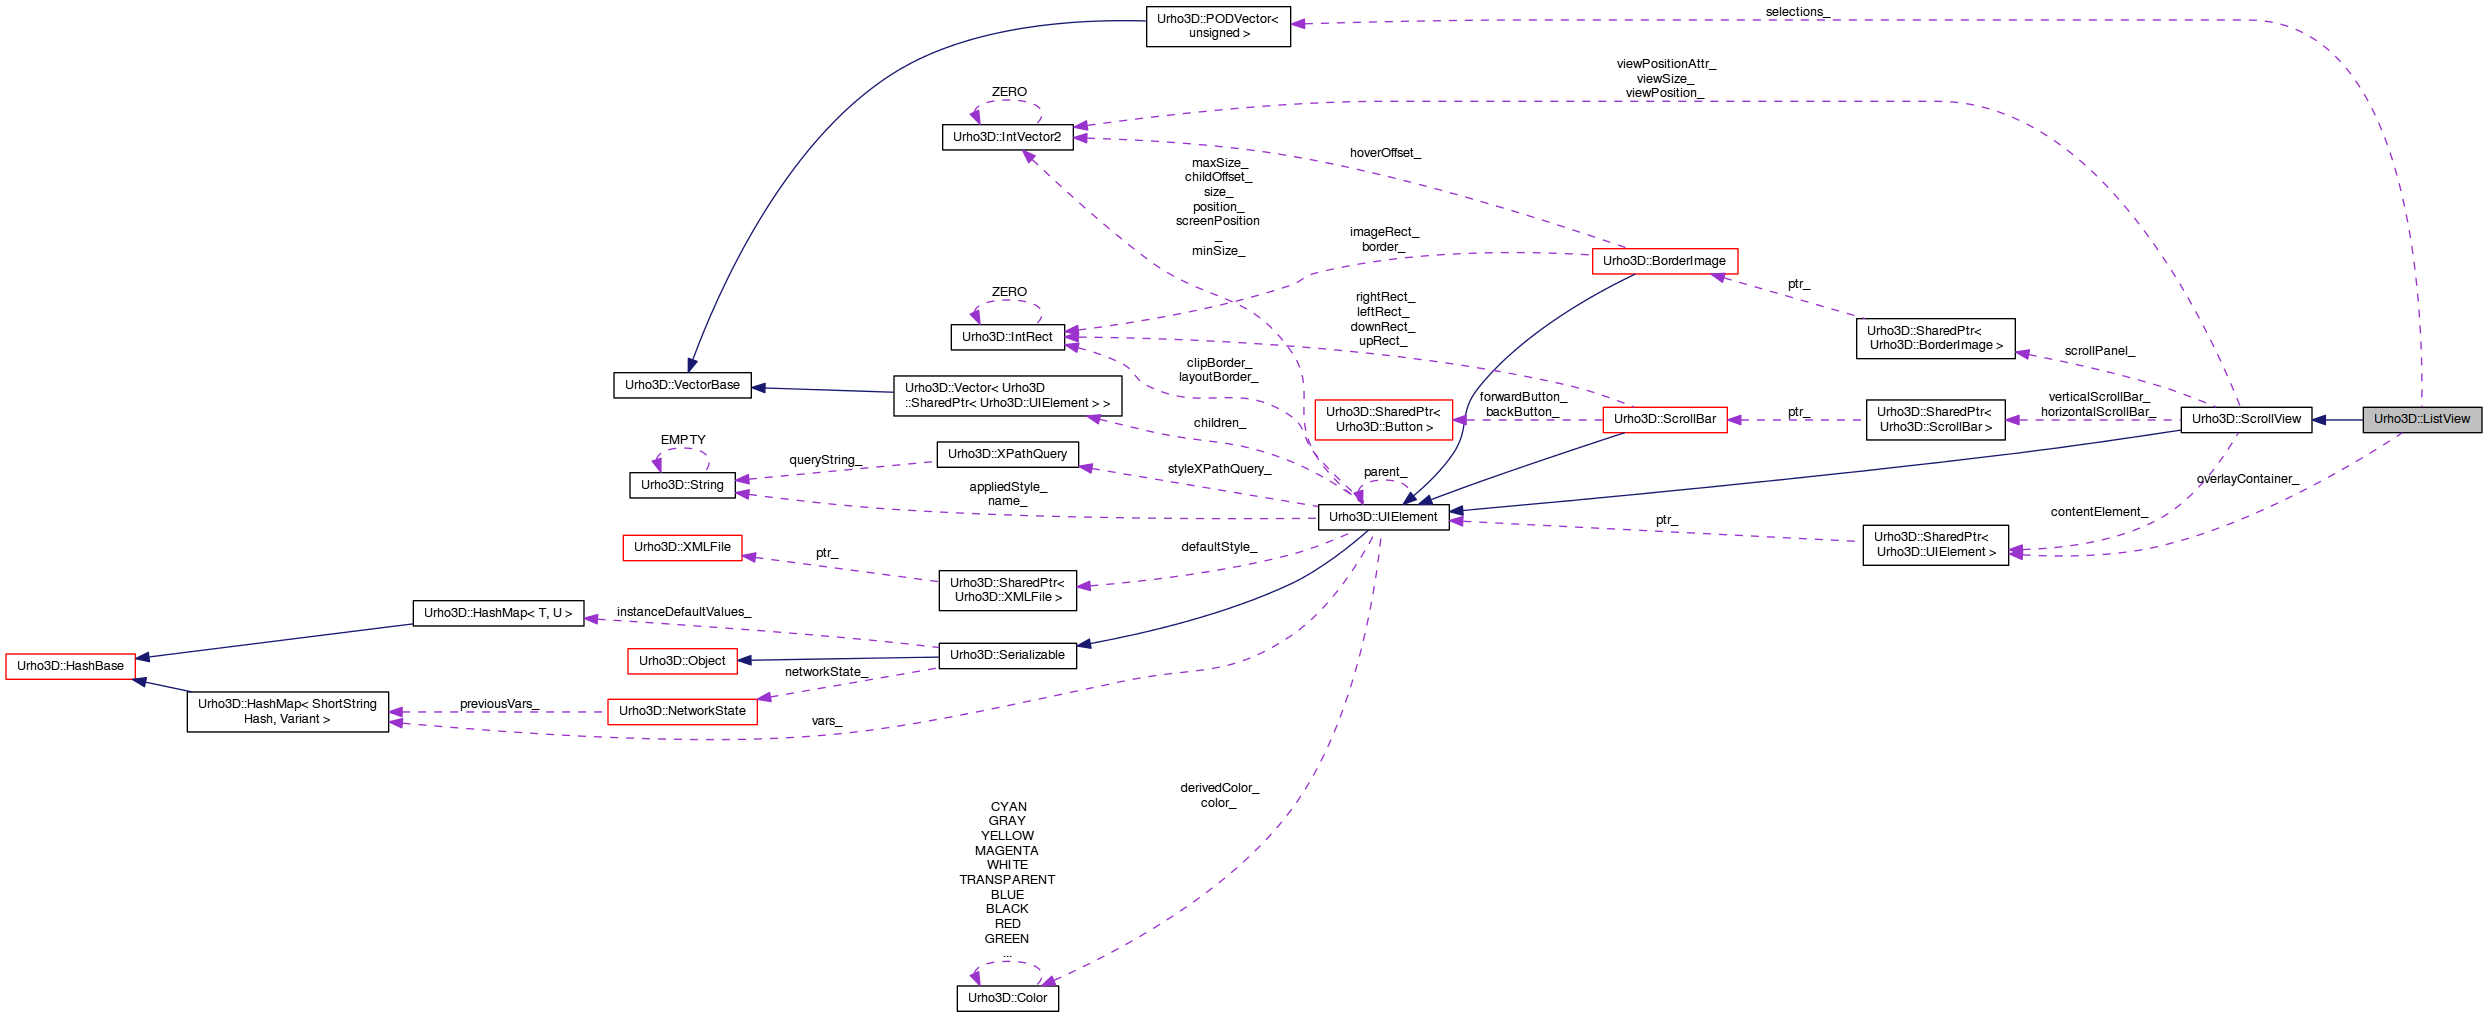 Urho3D::PODVector<
unsigned >
selections_
viewPositionAttr_
viewSize_
viewPosition_
ZERO
Urho3D::IntVector2
hoverOffset_
maxSize_
childOffset_
size_
position_
screenPosition
_
minSize_
imageRect_
border_
Urho3D::BorderImage
ptr_
ZERO
Urho3D::IntRect
rightRect_
leftRect_
downRect_
upRect_
Urho3D::SharedPtr<
Urho3D::BorderImage >
scrollPanel_
clipBorder_
layoutBorder_
Urho3D::VectorBase
Urho3D::Vector< Urho3D
::SharedPtr< Urho3D::UIElement > >
children_
Urho3D::SharedPtr<
Urho3D::Button >
forwardButton_
backButton_
Urho3D::ScrollBar
ptr_
Urho3D::SharedPtr<
Urho3D::ScrollBar >
verticalScrollBar_
horizontalScrollBar_
Urho3D::ScrollView
Urho3D::ListView
EMPTY
Urho3D::String
queryString_
Urho3D::XPathQuery
styleXPathQuery_
parent_
appliedStyle_
name_
Urho3D::UIElement
overlayContainer_
contentElement_
ptr_
Urho3D::SharedPtr<
Urho3D::UIElement >
Urho3D::XMLFile
ptr_
defaultStyle_
Urho3D::SharedPtr<
Urho3D::XMLFile >
Urho3D::HashMap< T, U >
instanceDefaultValues_
Urho3D::HashBase
Urho3D::Object
Urho3D::Serializable
networkState_
Urho3D::HashMap< ShortString
Hash, Variant >
previousVars_
Urho3D::NetworkState
vars_
derivedColor_
color_
CYAN
GRAY
YELLOW
MAGENTA
WHITE
TRANSPARENT
BLUE
BLACK
RED
GREEN
...
Urho3D::Color